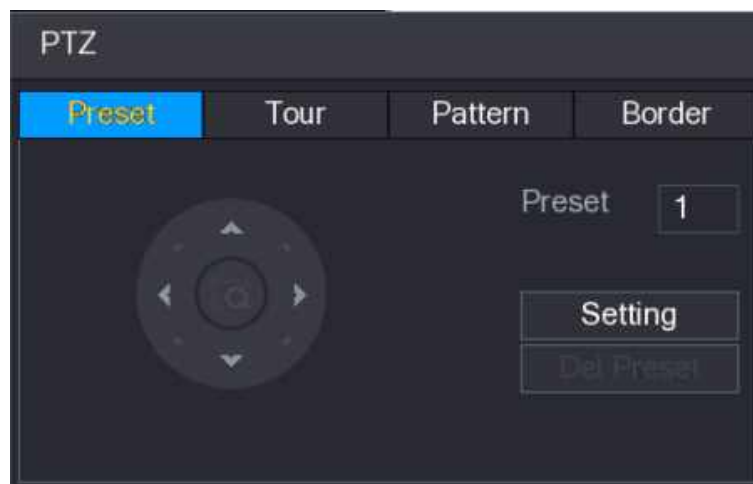 PTZ
Preset Tour Pattern Border
Preset 1
Setting
Del Preset